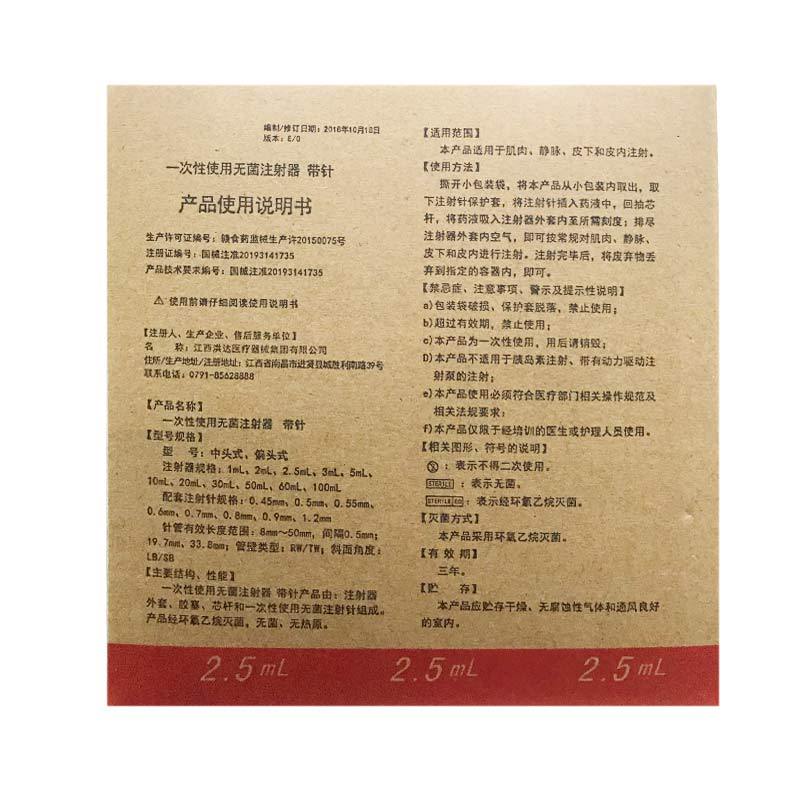 编制/修订日期：2016年10月18日
版本：E/0
一次性使用无菌注射器 带针
产品使用说明书
生产许可证编号：赣食药监械生产许20150075号
注册证编号：国械注准20193141735
产品技术要求编号：国械注准20193141735
⚠ 使用前请仔细阅读使用说明书
【注册人、生产企业、售后服务单位】
名 称：江西洪达医疗器械集团有限公司
住所/生产地址/注册地址：江西省南昌市进贤县城胜利南路39号
联系电话：0791-85628888
【产品名称】
一次性使用无菌注射器 带针
【型号规格】
型 号：中头式、偏头式
注射器规格：1mL、2mL、2.5mL、3mL、5mL、
10mL、20mL、30mL、50mL、60mL、100mL
配套注射针规格：0.45mm、0.5mm、0.55mm、
0.6mm、0.7mm、0.8mm、0.9mm、1.2mm
针管有效长度范围：8mm～50mm，间隔0.5mm；
19.7mm、33.8mm；管壁类型：RW/TW；斜面角度：
LB/SB
【主要结构、性能】
一次性使用无菌注射器 带针产品由：注射器
外套、胶塞、芯杆和一次性使用无菌注射针组成。
产品经环氧乙烷灭菌，无菌、无热原。
【适用范围】
本产品适用于肌肉、静脉、皮下和皮内注射。
【使用方法】
撕开小包装袋，将本产品从小包装内取出，取
下注射针保护套，将注射针插入药液中，回抽芯
杆，将药液吸入注射器外套内至所需刻度；排尽
注射器外套内空气，即可按常规对肌肉、静脉、
皮下和皮内进行注射。注射完毕后，将废弃物丢
弃到指定的容器内，即可。
【禁忌症、注意事项、警示及提示性说明】
a)包装袋破损、保护套脱落，禁止使用；
b)超过有效期，禁止使用；
c)本产品为一次性使用，用后请销毁；
D)本产品不适用于胰岛素注射、带有动力驱动注
射泵的注射；
e)本产品使用必须符合医疗部门相关操作规范及
相关法规要求；
f)本产品仅限于经培训的医生或护理人员使用。
【相关图形、符号的说明】
：表示不得二次使用。
STERILE：表示无菌。
STERILE EO：表示经环氧乙烷灭菌。
【灭菌方式】
本产品采用环氧乙烷灭菌。
【有 效 期】
三年。
【贮 存】
本产品应贮存干燥、无腐蚀性气体和通风良好
的室内。
2.5mL 2.5mL 2.5mL